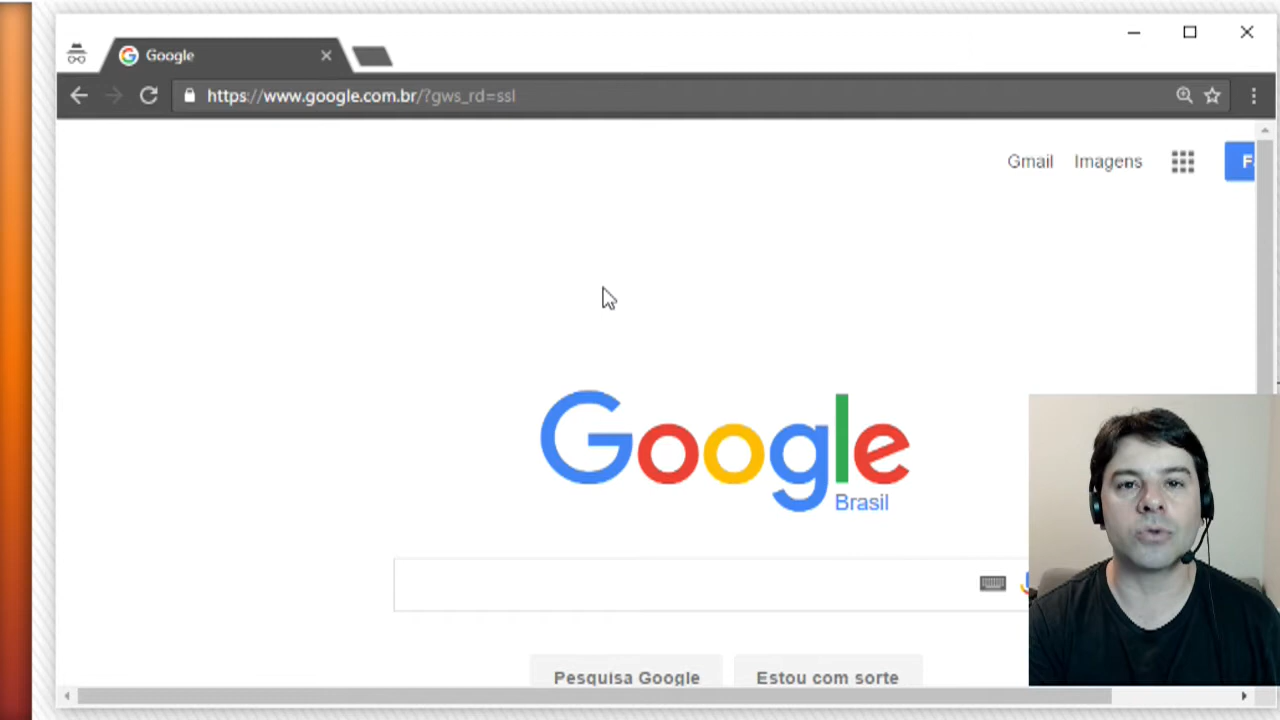 Google
https://www.google.com.br/?gws_rd=ssl
Gmail Imagens F
Google
Brasil
Pesquisa Google Estou com sorte